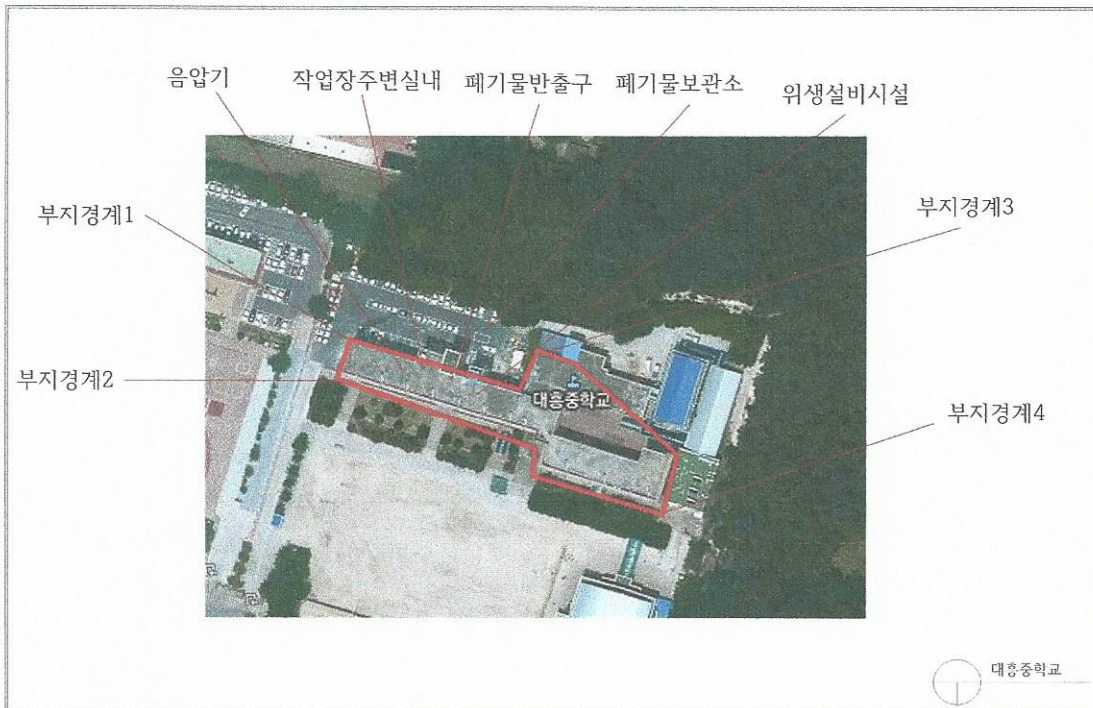 음압기 작업장주변실내 폐기물반출구 폐기물보관소 위생설비시설
부지경계1
부지경계3
부지경계2
대흥중학교
부지경계4
대흥중학교